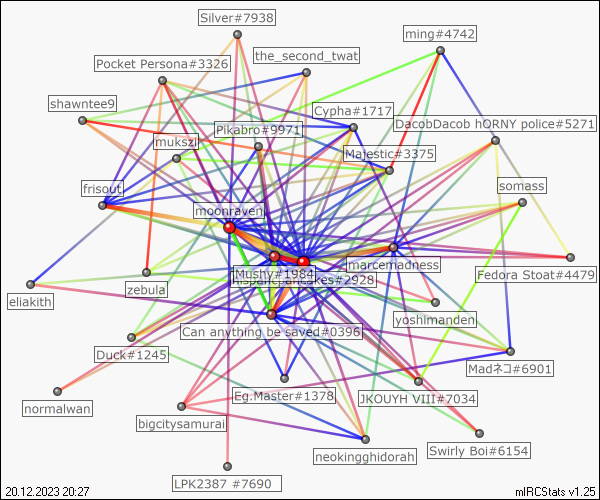 Silver#7938
ming#4742
the_second_twat
Pocket Persona#3326
shawntee9
Cypha#1717
DacobDacob hORNY police#5271
Pikabro#9971
mukszil
Majestic#3375
frisout
somass
moonraven
marcemadness
Mushy#1984
hispanicpancakes#2928
Fedora Stoat#4479
eliakith
zebula
yoshimanden
Can anything be saved#0396
Duck#1245
Madネコ#6901
Eg.Master#1378
JKOUYH VIII#7034
normalwan
bigcitysamurai
neokingghidorah
Swirly Boi#6154
LPK2387 #7690
20.12.2023 20:27
mIRCStats v1.25